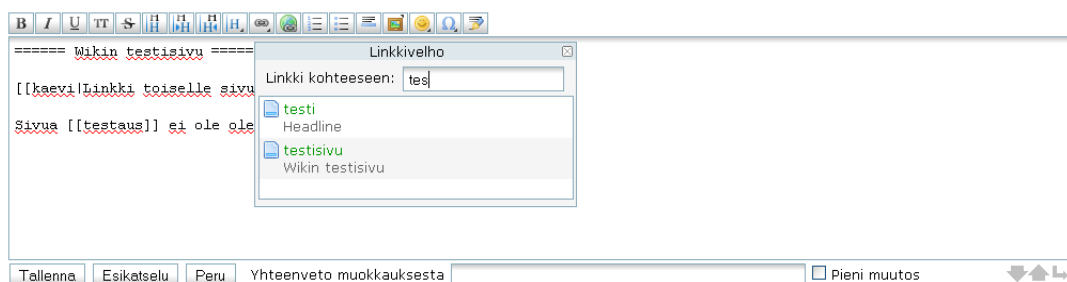 B I U TT S H H H H,
====== Wikin testisivu =====
Linkkivelho
[[kaevi|Linkki toiselle sivu
Linkki kohteeseen: tes
testi
Headline
Sivua [[testaus]] ei ole ole
testisivu
Wikin testisivu
Tallenna Esikatselu Peru Yhteenveto muokkauksesta Pieni muutos